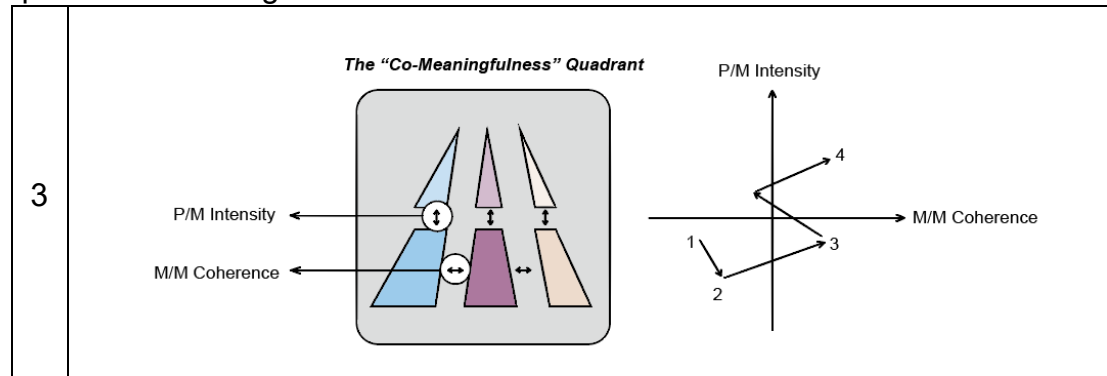 3
The “Co-Meaningfulness” Quadrant
P/M Intensity
M/M Coherence
P/M Intensity
4
M/M Coherence
1
3
2